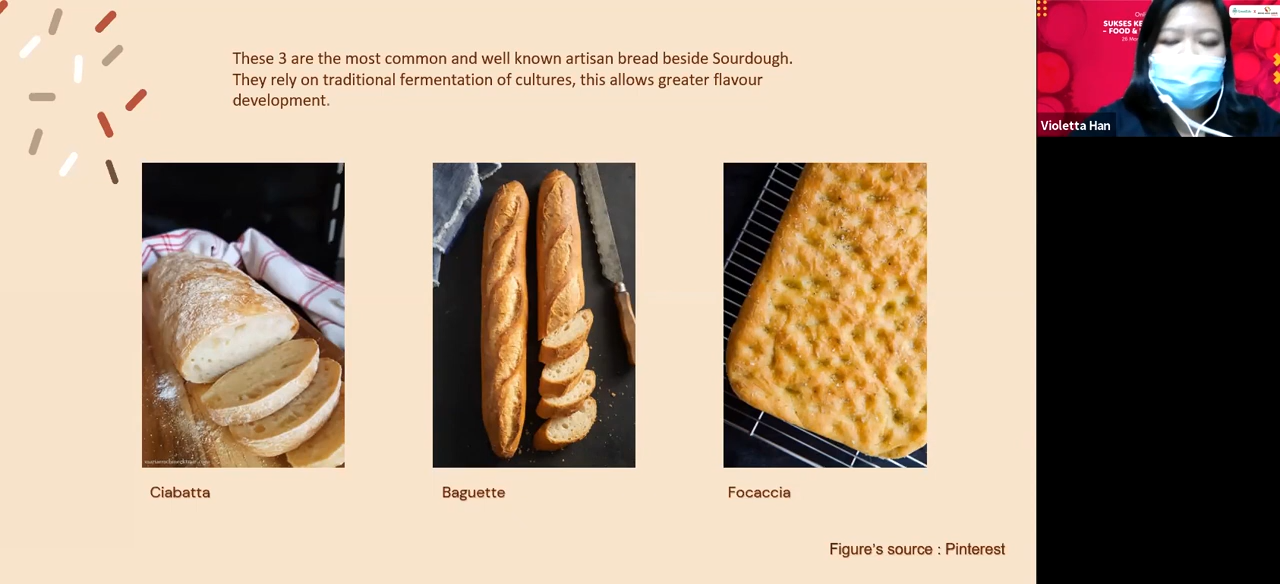 These 3 are the most common and well known artisan bread beside Sourdough.
They rely on traditional fermentation of cultures, this allows greater flavour
development.
Ciabatta
Baguette
Focaccia
Figure's source : Pinterest
Onl
SUKSES KE
- FOOD &
Violetta Han